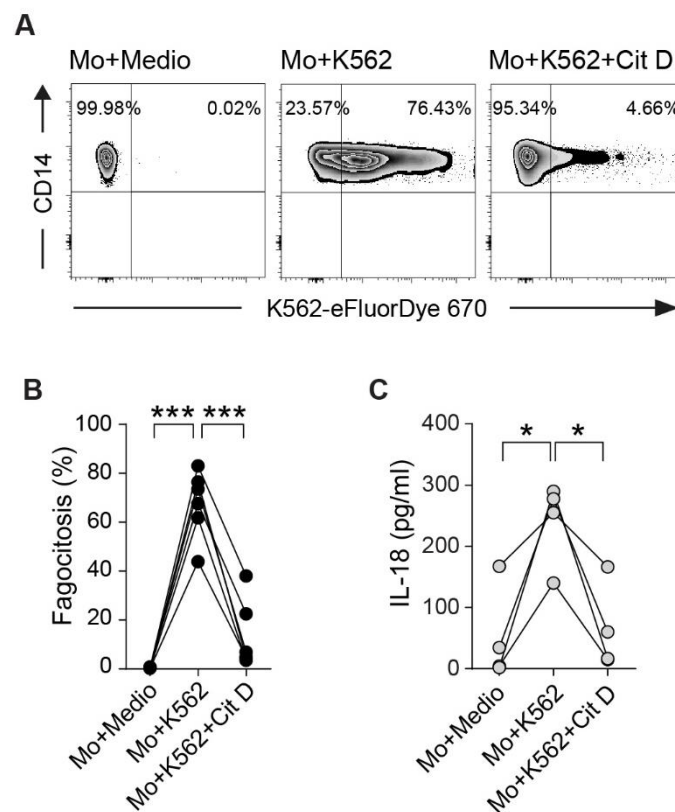 A
Mo+Medio
Mo+K562
Mo+K562+Cit D
99.98%
0.02%
23.57%
76.43%
95.34%
4.66%
CD14
K562-eFluorDye 670
B
***
***
Fagocitosis (%)
100
80
60
40
20
0
Mo+Medio
Mo+K562
Mo+K562+Cit D
C
*
*
IL-18 (pg/ml)
400
300
200
100
0
Mo+Medio
Mo+K562
Mo+K562+Cit D